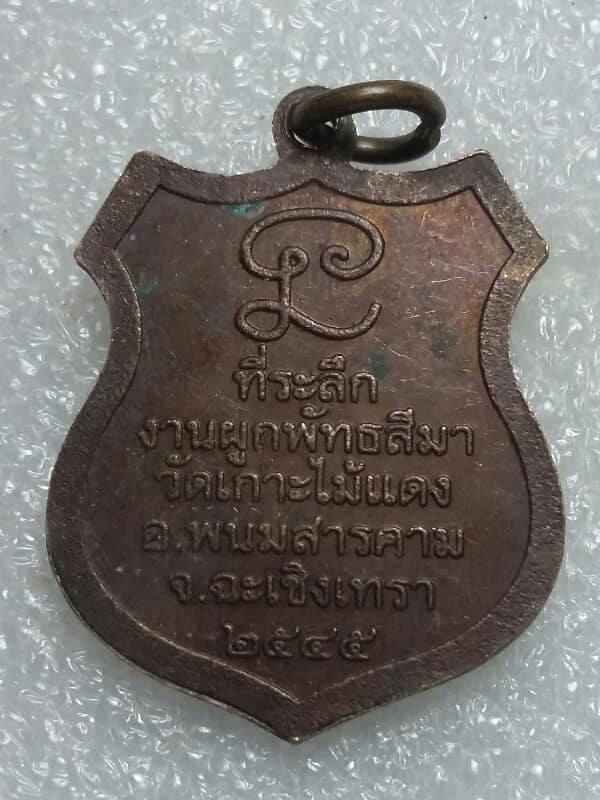 ที่ระลึก
งานผูกพัทธสีมา
วัดเกาะไม้แดง
อ.พนมสารคาม
จ.ฉะเชิงเทรา
๒๕๔๕